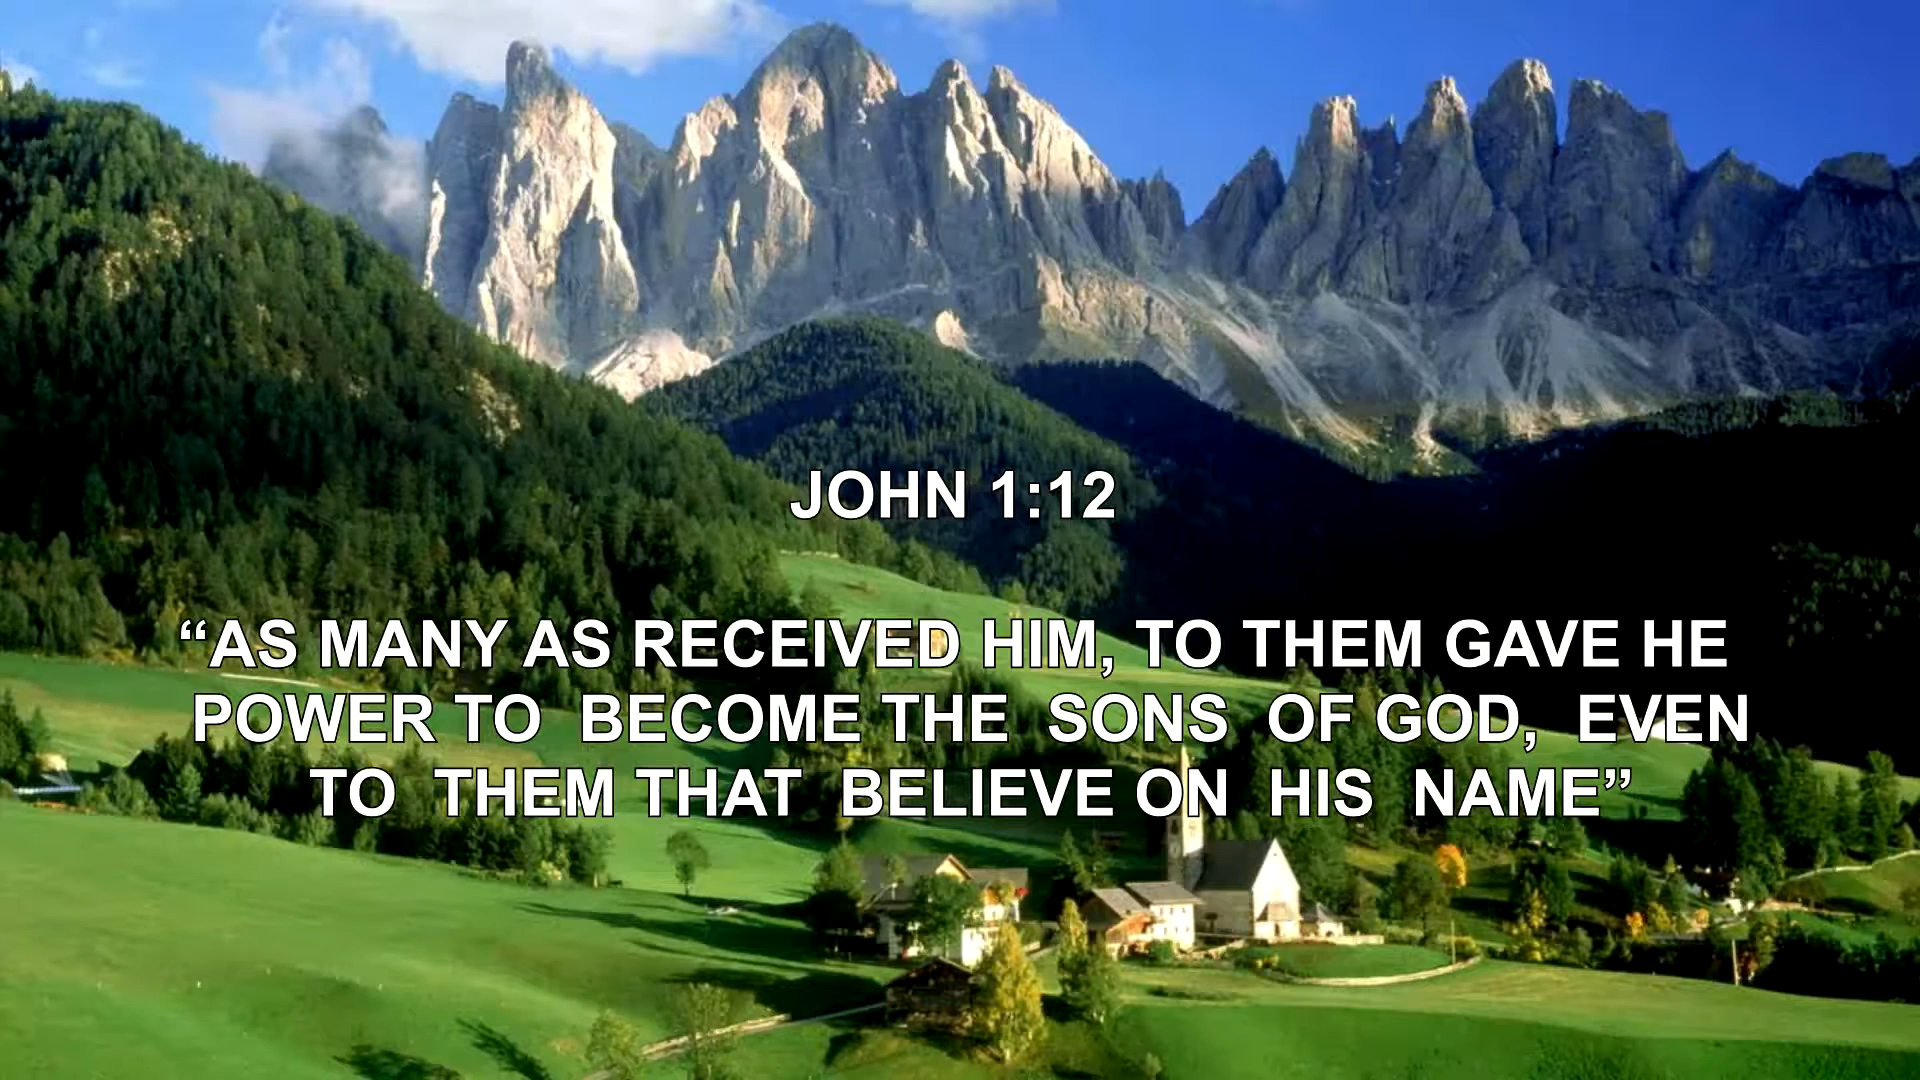 JOHN 1:12
“AS MANY AS RECEIVED HIM, TO THEM GAVE HE
POWER TO BECOME THE SONS OF GOD, EVEN
TO THEM THAT BELIEVE ON HIS NAME”